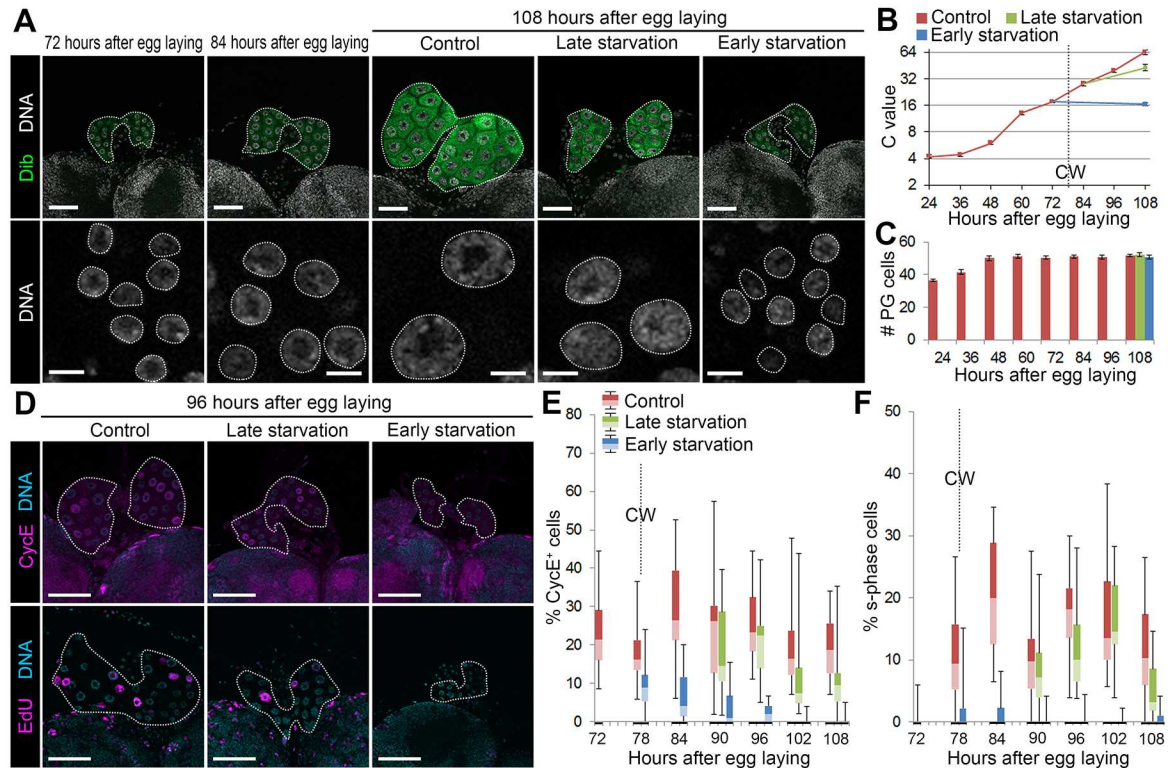 A
108 hours after egg laying
72 hours after egg laying
84 hours after egg laying
Control
Late starvation
Early starvation
Dib DNA
DNA
B
Control
Late starvation
Early starvation
C value
64
32
16
8
4
2
CW
24 36 48 60 72 84 96 108
Hours after egg laying
C
# PG cells
60
40
20
0
24 36 48 60 72 84 96 108
Hours after egg laying
D
96 hours after egg laying
Control
Late starvation
Early starvation
CycE DNA
EdU DNA
E
Control
Late starvation
Early starvation
% CycE⁺ cells
80
70
60
50
40
30
20
10
0
CW
72 78 84 90 96 102 108
Hours after egg laying
F
% s-phase cells
50
40
30
20
10
0
CW
72 78 84 90 96 102 108
Hours after egg laying